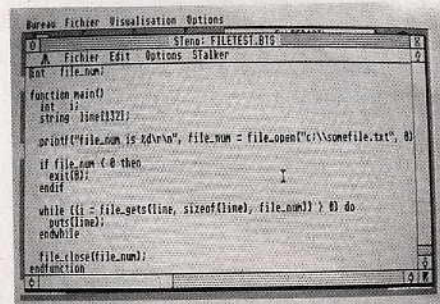 Bureau Fichier Visualisation Options
STeno: FILETEST.BTS
Fichier Edit Options STalker
int file_num;
function main()
int i;
string line[132];
printf("file_num is %d\r\n", file_num = file_open("c:\\somefile.txt", 0)
if file_num < 0 then
exit(0);
endif
while ((i = file_gets(line, sizeof(line), file_num)) > 0) do
puts(line);
endwhile
file_close(file_num);
endfunction